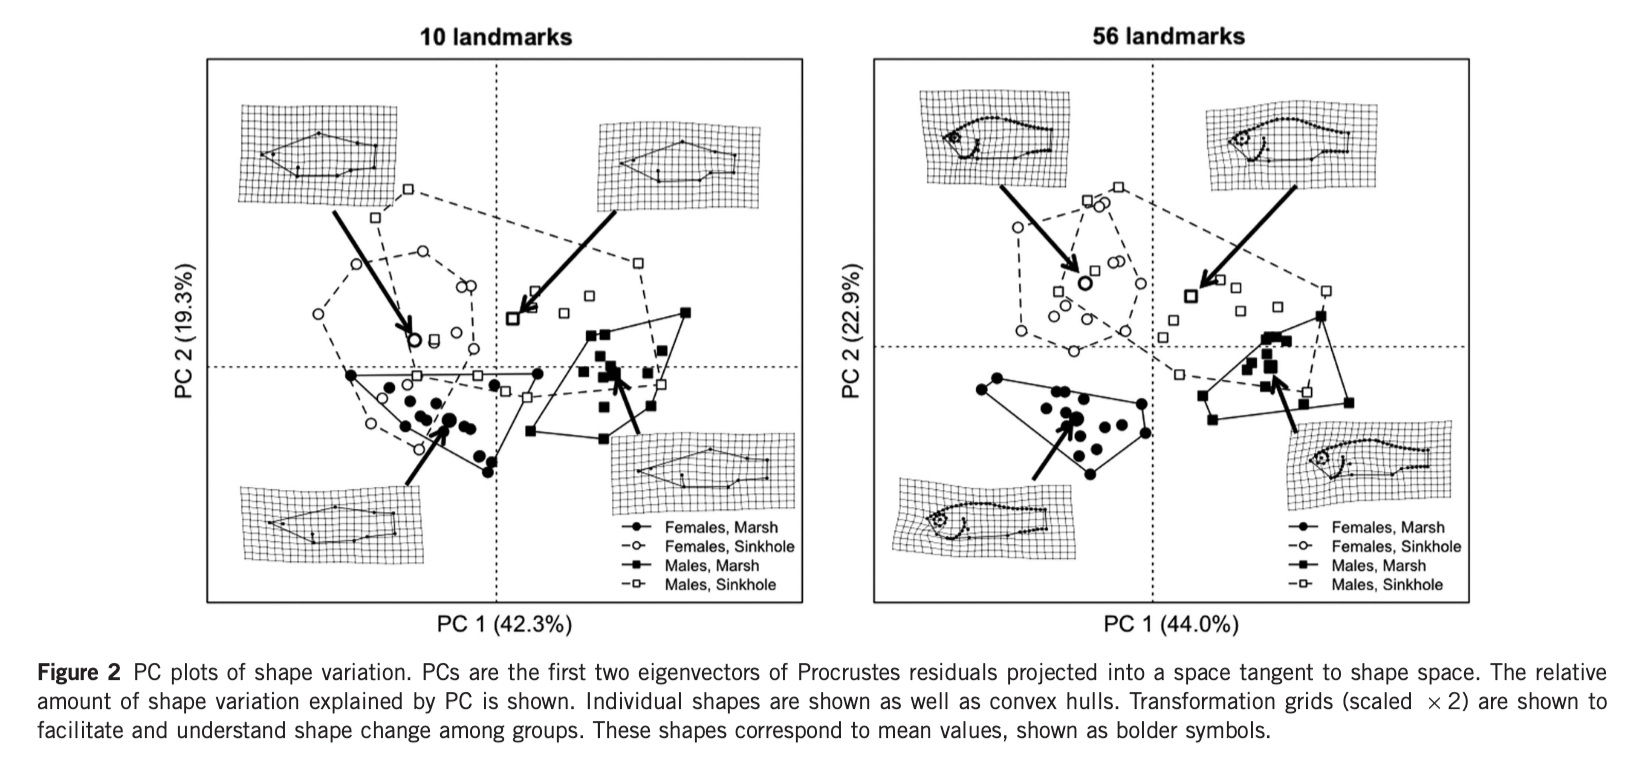 10 landmarks
PC 2 (19.3%)
Females, Marsh
Females, Sinkhole
Males, Marsh
Males, Sinkhole
PC 1 (42.3%)
56 landmarks
PC 2 (22.9%)
Females, Marsh
Females, Sinkhole
Males, Marsh
Males, Sinkhole
PC 1 (44.0%)
Figure 2 PC plots of shape variation. PCs are the first two eigenvectors of Procrustes residuals projected into a space tangent to shape space. The relative
amount of shape variation explained by PC is shown. Individual shapes are shown as well as convex hulls. Transformation grids (scaled × 2) are shown to
facilitate and understand shape change among groups. These shapes correspond to mean values, shown as bolder symbols.